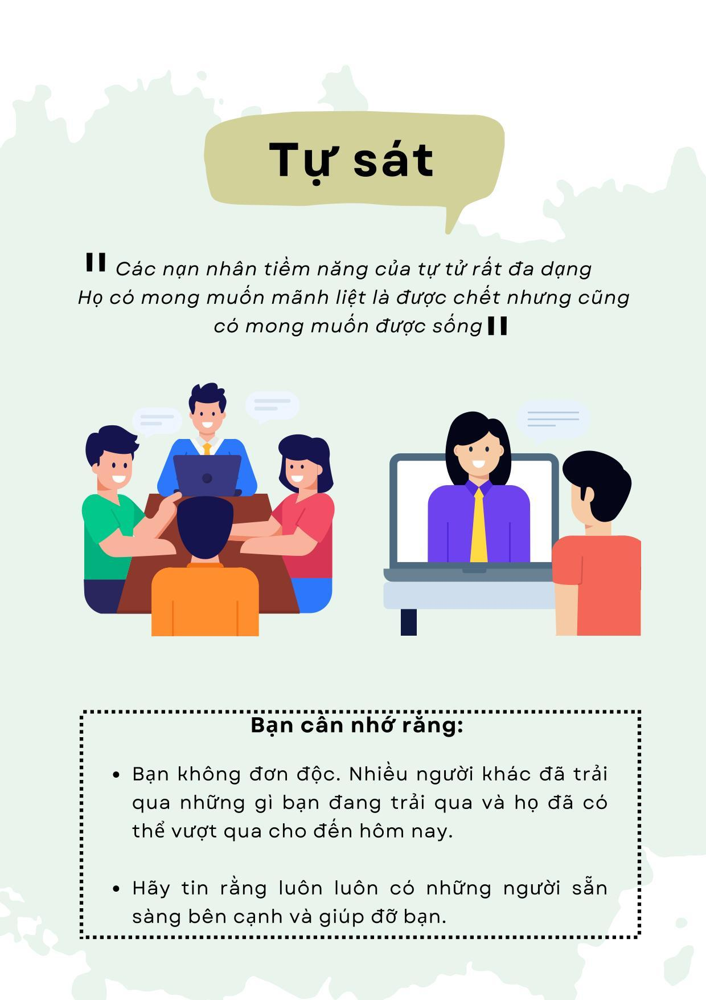 Tự sát
"Các nạn nhân tiềm năng của tự tử rất đa dạng
Họ có mong muốn mãnh liệt là được chết nhưng cũng
có mong muốn được sống"
Bạn cần nhớ rằng:
• Bạn không đơn độc. Nhiều người khác đã trải
qua những gì bạn đang trải qua và họ đã có
thể vượt qua cho đến hôm nay.
• Hãy tin rằng luôn luôn có những người sẵn
sàng bên cạnh và giúp đỡ bạn.